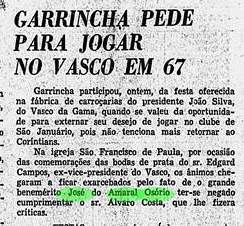 GARRINCHA PEDE
PARA JOGAR
NO VASCO EM 67
Garrincha participou, ontem, da festa oferecida
na fábrica de carroçarias do presidente João Silva,
do Vasco da Gama, quando se valeu da oportunida-
de para externar seu desejo de jogar no clube de
São Januário, pois não tenciona mais retornar ao
Coríntians.
Na igreja São Francisco de Paula, por oca-
sião das comemorações das bodas de prata do sr. Edgard
Campos, ex-vice-presidente do Vasco, os ânimos che-
garam a ficar exarcebados pelo fato de o grande
benemérito José do Amaral Osório ter-se negado
cumprimentar o sr. Álvaro Costa, que lhe fizera
críticas.